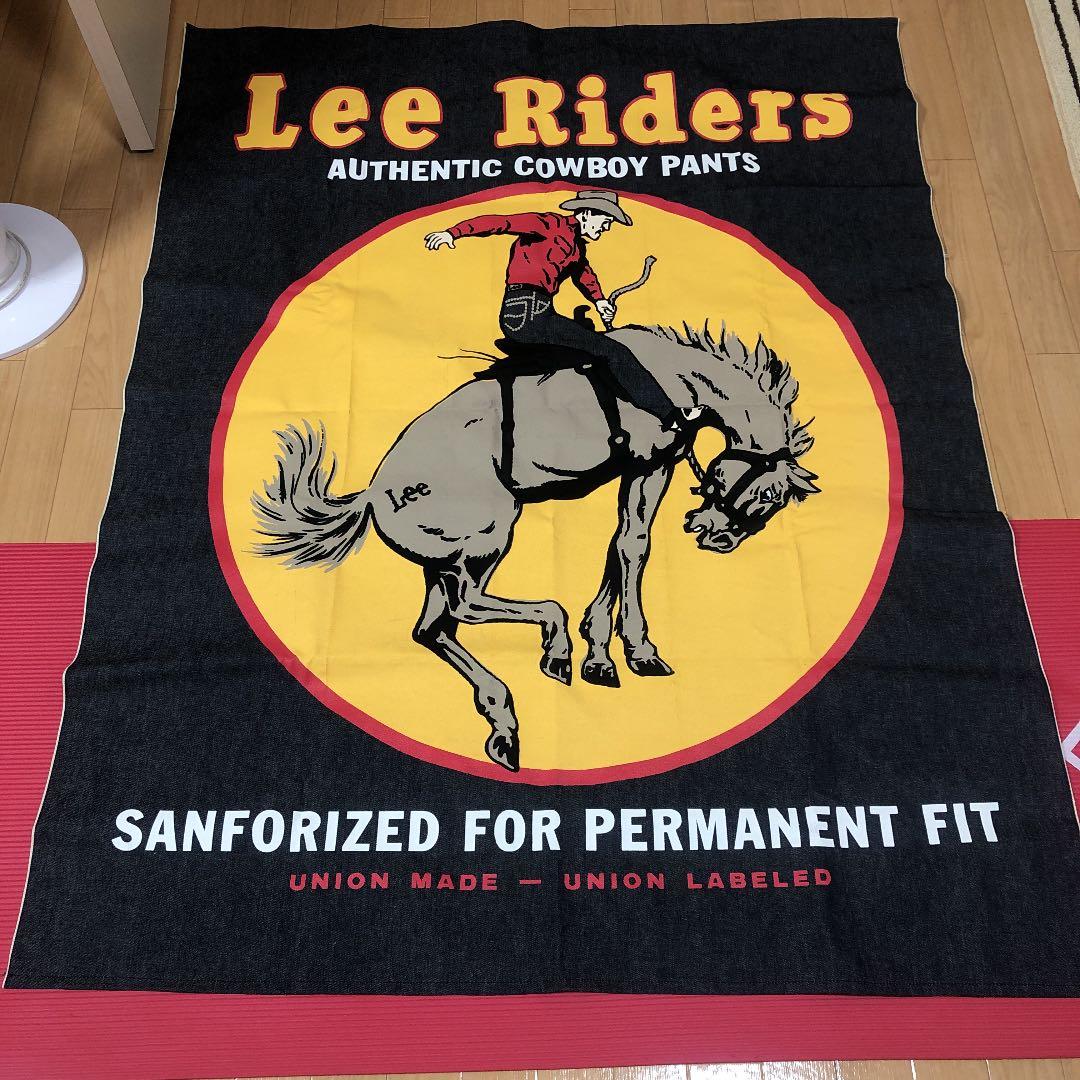 Lee Riders
AUTHENTIC COWBOY PANTS
Lee
SANFORIZED FOR PERMANENT FIT
UNION MADE — UNION LABELED